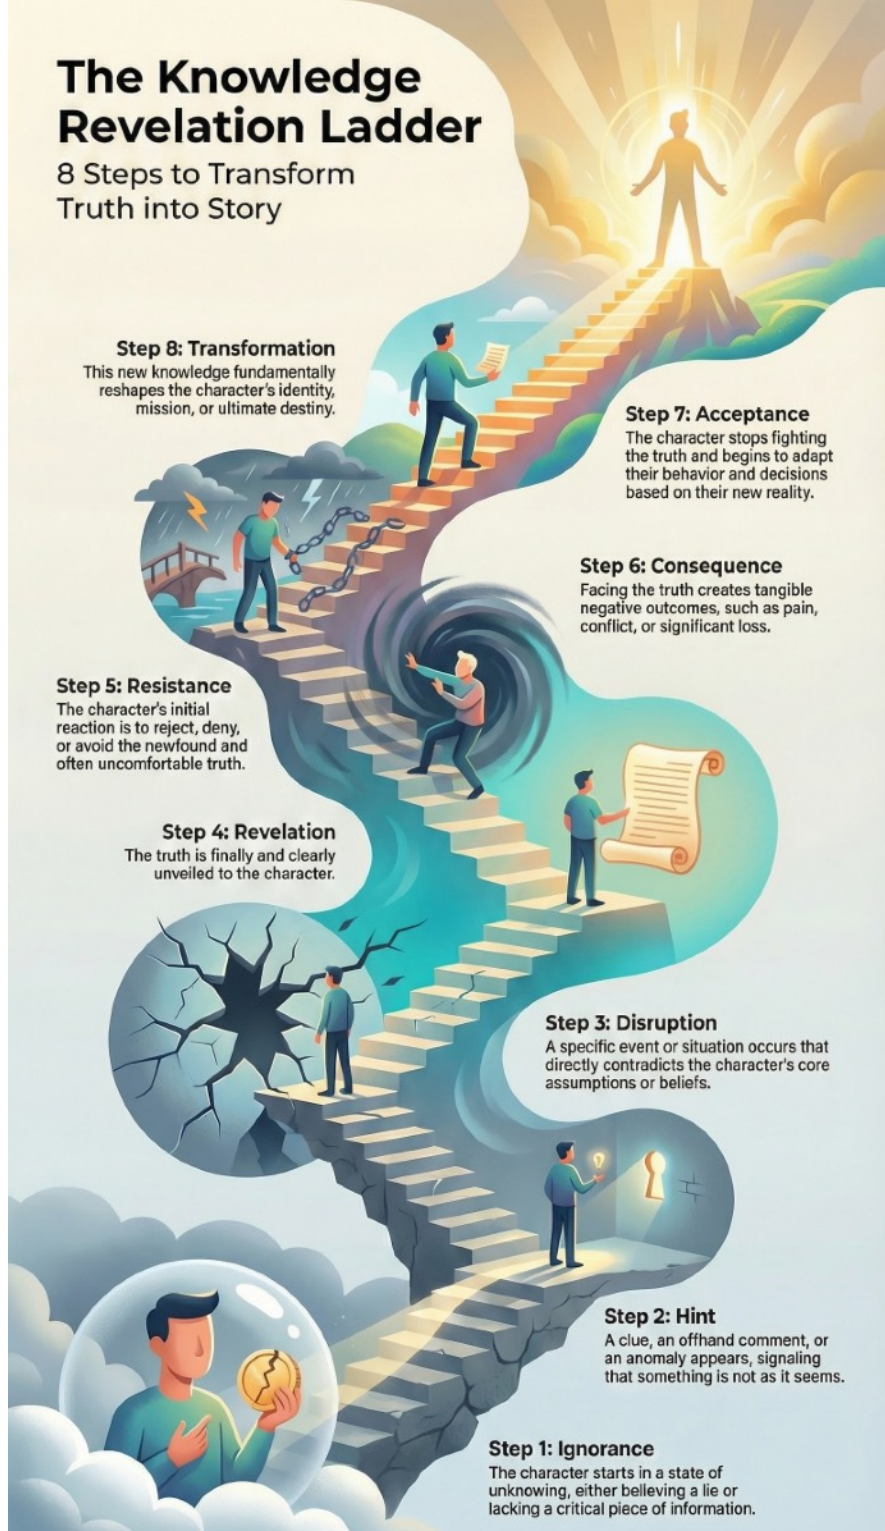 The Knowledge
Revelation Ladder
8 Steps to Transform
Truth into Story
Step 8: Transformation
This new knowledge fundamentally
reshapes the character's identity,
mission, or ultimate destiny.
Step 7: Acceptance
The character stops fighting
the truth and begins to adapt
their behavior and decisions
based on their new reality.
Step 6: Consequence
Facing the truth creates tangible
negative outcomes, such as pain,
conflict, or significant loss.
Step 5: Resistance
The character's initial
reaction is to reject, deny,
or avoid the newfound and
often uncomfortable truth.
Step 4: Revelation
The truth is finally and clearly
unveiled to the character.
Step 3: Disruption
A specific event or situation occurs that
directly contradicts the character's core
assumptions or beliefs.
Step 2: Hint
A clue, an offhand comment, or
an anomaly appears, signaling
that something is not as it seems.
Step 1: Ignorance
The character starts in a state of
unknowing, either believing a lie or
lacking a critical piece of information.